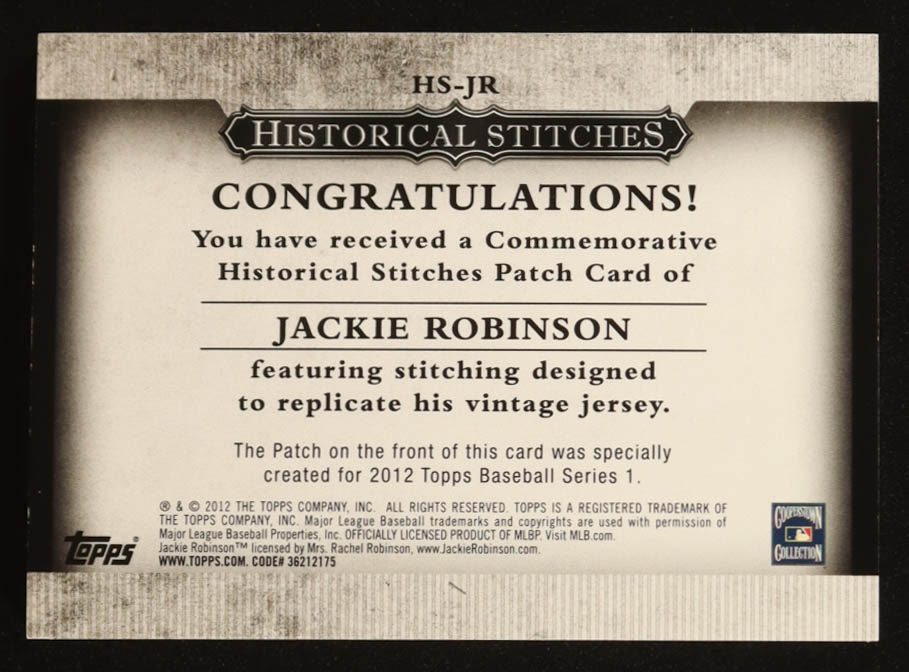 HS-JR
HISTORICAL STITCHES
CONGRATULATIONS!
You have received a Commemorative
Historical Stitches Patch Card of
JACKIE ROBINSON
featuring stitching designed
to replicate his vintage jersey.
The Patch on the front of this card was specially
created for 2012 Topps Baseball Series 1.
® & © 2012 THE TOPPS COMPANY, INC. ALL RIGHTS RESERVED. TOPPS IS A REGISTERED TRADEMARK OF
THE TOPPS COMPANY, INC. Major League Baseball trademarks and copyrights are used with permission of
Major League Baseball Properties, Inc. OFFICIALLY LICENSED PRODUCT OF MLBP. Visit MLB.com.
Jackie Robinson™ licensed by Mrs. Rachel Robinson, www.JackieRobinson.com.
WWW.TOPPS.COM. CODE# 36212175
Topps®
COOPERSTOWN
COLLECTION